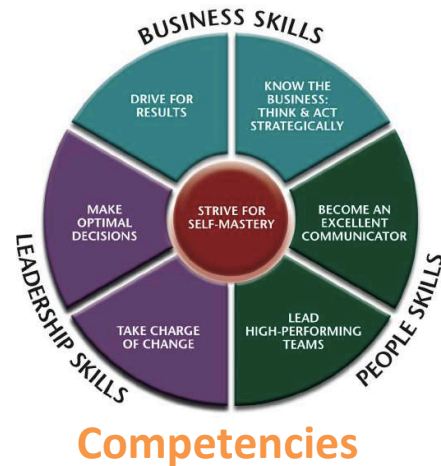 BUSINESS SKILLS
DRIVE FOR
RESULTS
KNOW THE
BUSINESS:
THINK & ACT
STRATEGICALLY
MAKE
OPTIMAL
DECISIONS
STRIVE FOR
SELF-MASTERY
BECOME AN
EXCELLENT
COMMUNICATOR
TAKE CHARGE
OF CHANGE
LEAD
HIGH-PERFORMING
TEAMS
LEADERSHIP SKILLS
PEOPLE SKILLS
Competencies